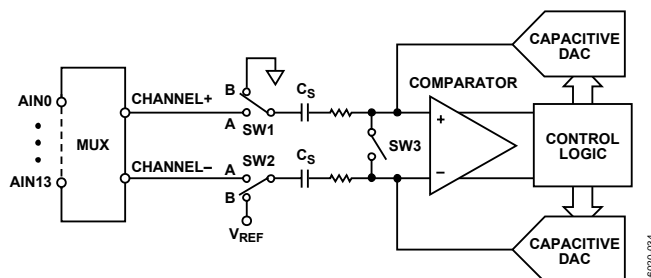 CAPACITIVE
DAC
COMPARATOR
B
CS
AIN0
CHANNEL+
A
SW1
+
MUX
SW3
CONTROL
LOGIC
CHANNEL–
A
SW2
CS
–
AIN13
B
VREF
CAPACITIVE
DAC